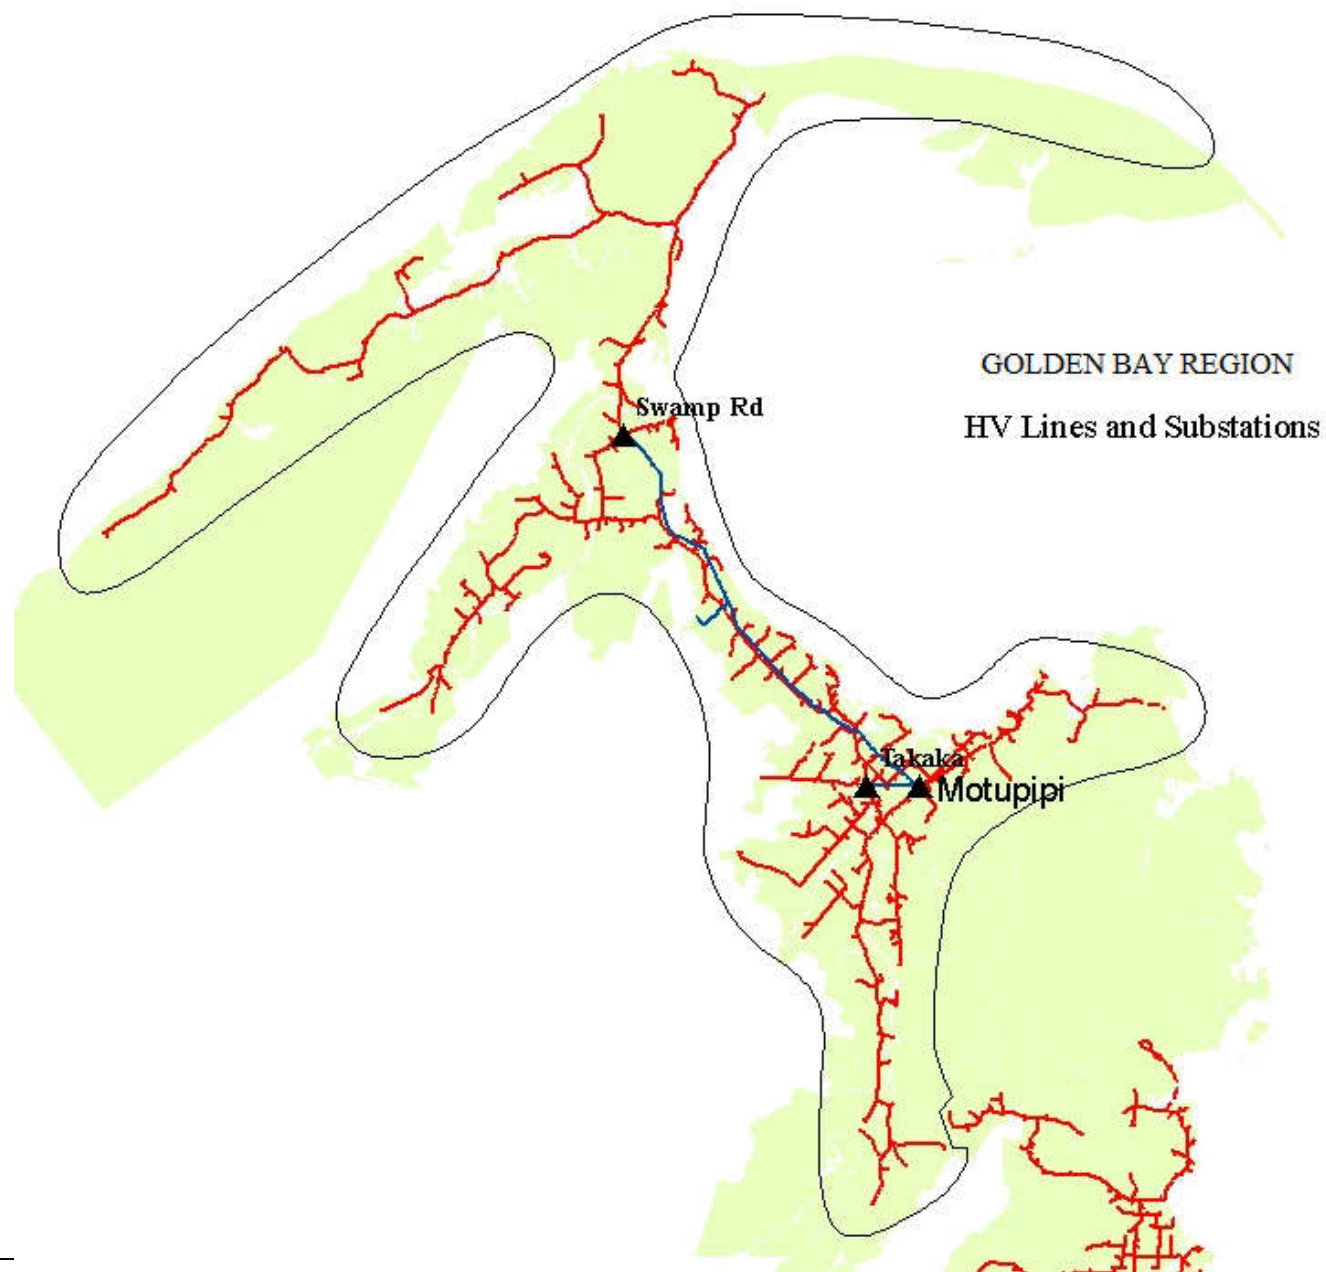 GOLDEN BAY REGION
HV Lines and Substations
Swamp Rd
Takaka
Motupipi